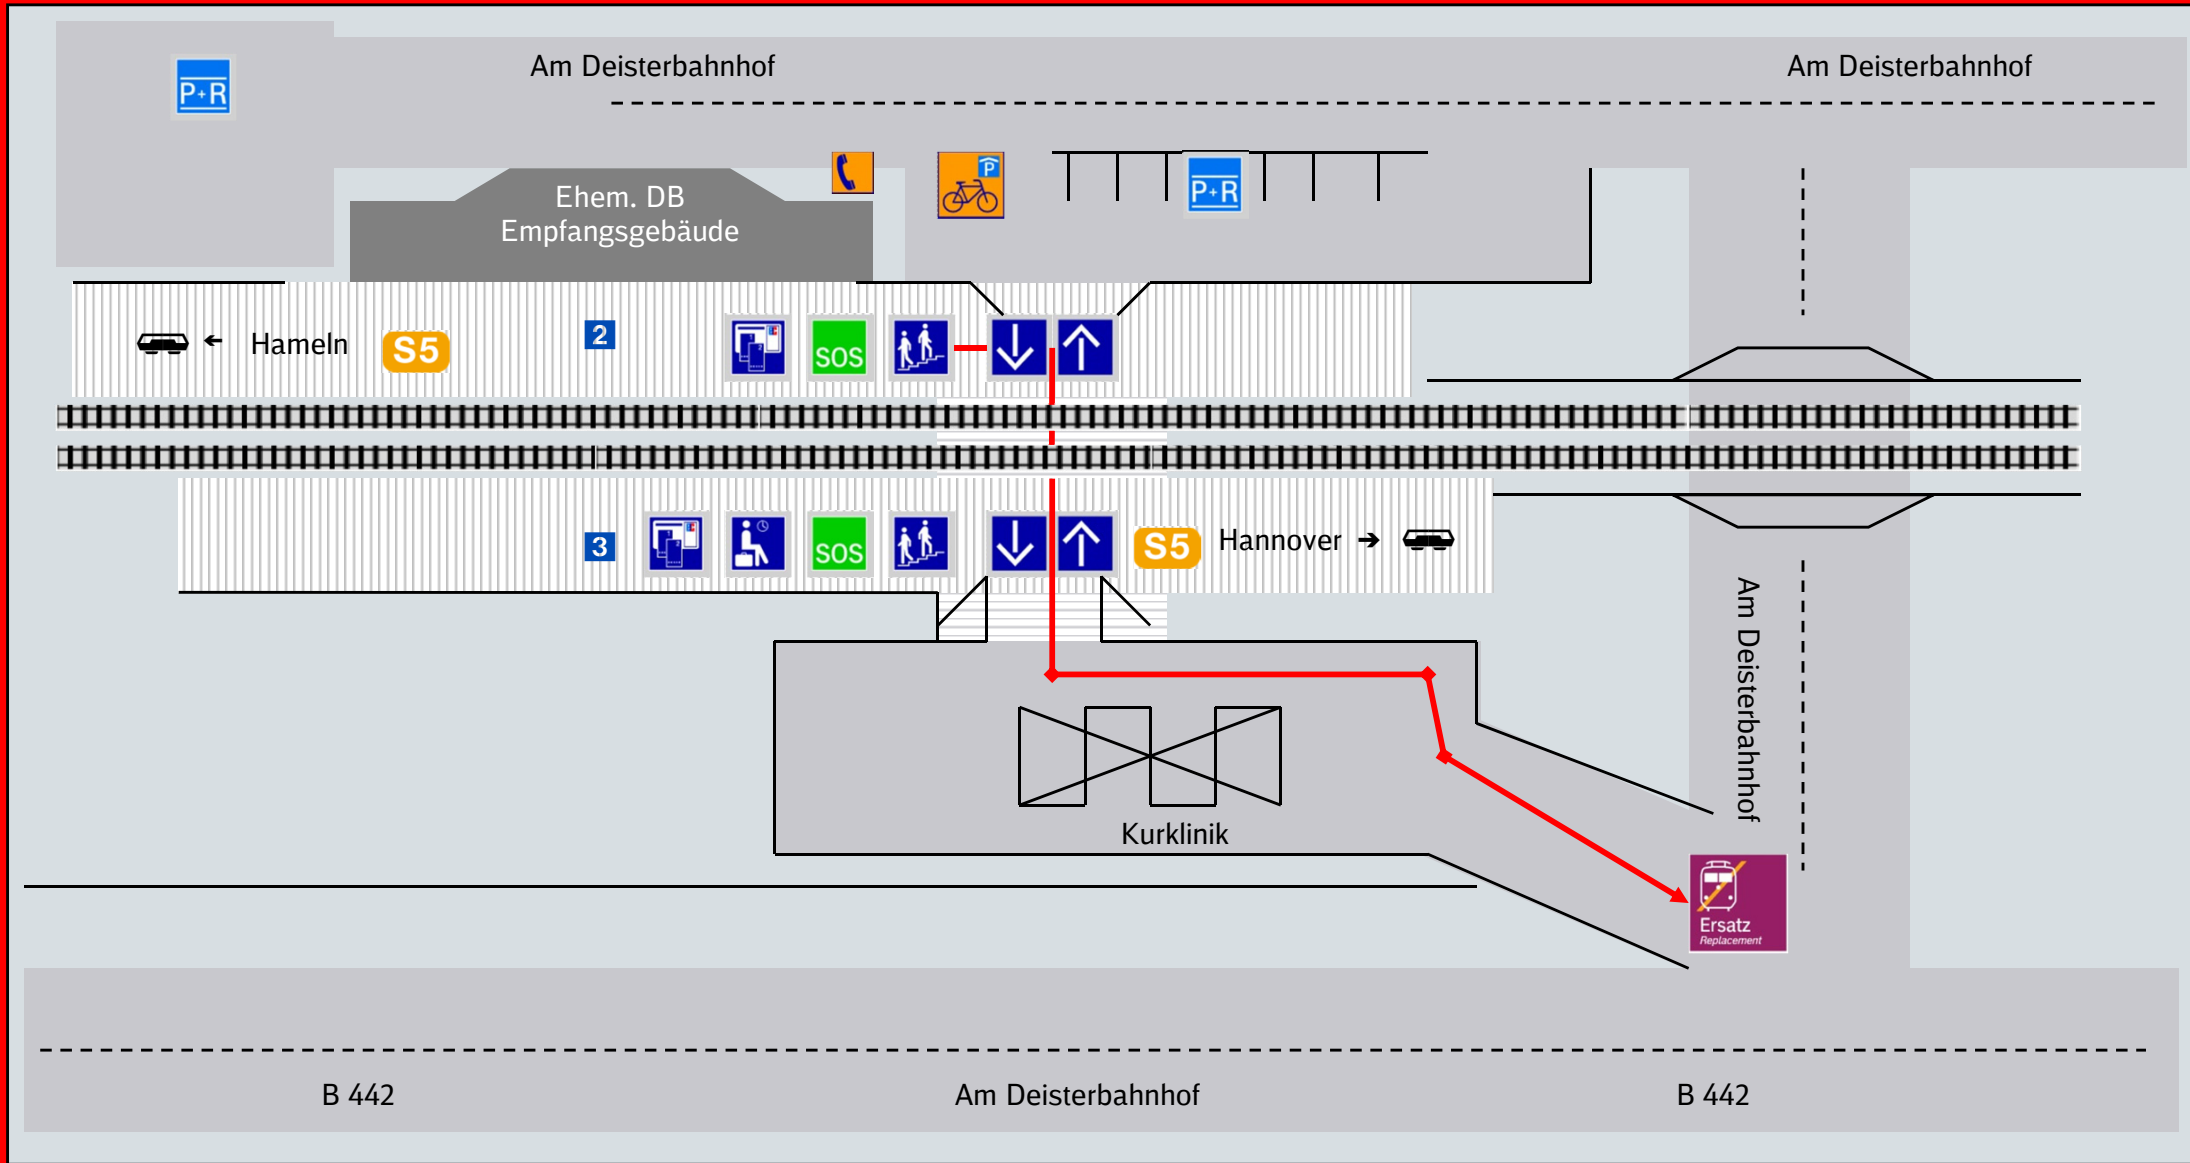 Am Deisterbahnhof
Am Deisterbahnhof
P+R
P
P+R
Ehem. DB
Empfangsgebäude
← Hameln
S5
2
SOS
3
SOS
S5
Hannover →
Am Deisterbahnhof
Kurklinik
Ersatz
Replacement
B 442
Am Deisterbahnhof
B 442